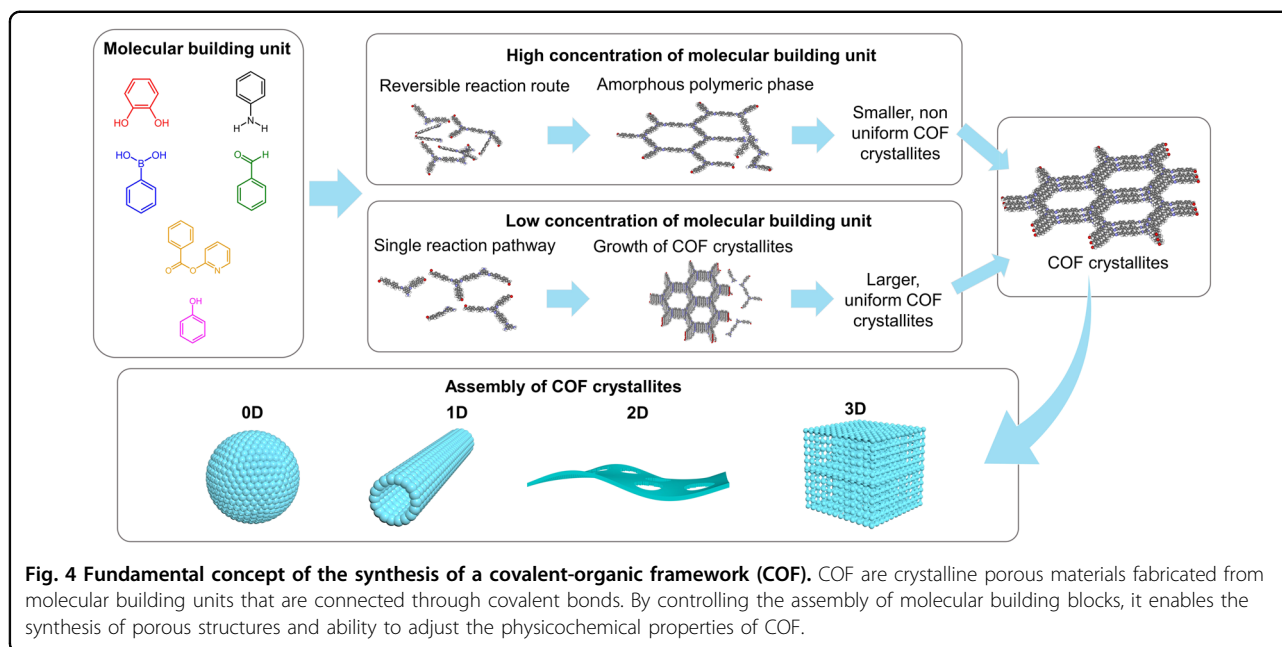 Molecular building unit
HO
OH
H
N
H
HO
OH
B
O
H
O
O
N
OH
High concentration of molecular building unit
Reversible reaction route
Amorphous polymeric phase
Smaller, non
uniform COF
crystallites
Low concentration of molecular building unit
Single reaction pathway
Growth of COF crystallites
Larger,
uniform COF
crystallites
COF crystallites
Assembly of COF crystallites
0D
1D
2D
3D
Fig. 4 Fundamental concept of the synthesis of a covalent-organic framework (COF). COF are crystalline porous materials fabricated from
molecular building units that are connected through covalent bonds. By controlling the assembly of molecular building blocks, it enables the
synthesis of porous structures and ability to adjust the physicochemical properties of COF.